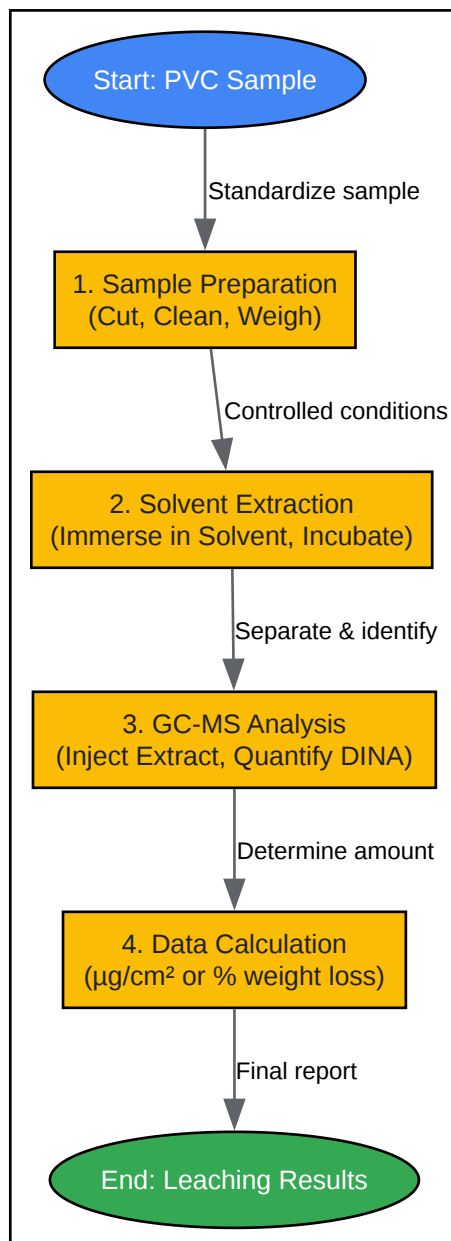 Start: PVC Sample
Standardize sample
1. Sample Preparation
(Cut, Clean, Weigh)
Controlled conditions
2. Solvent Extraction
(Immerse in Solvent, Incubate)
Separate & identify
3. GC-MS Analysis
(Inject Extract, Quantify DINA)
Determine amount
4. Data Calculation
(µg/cm² or % weight loss)
Final report
End: Leaching Results